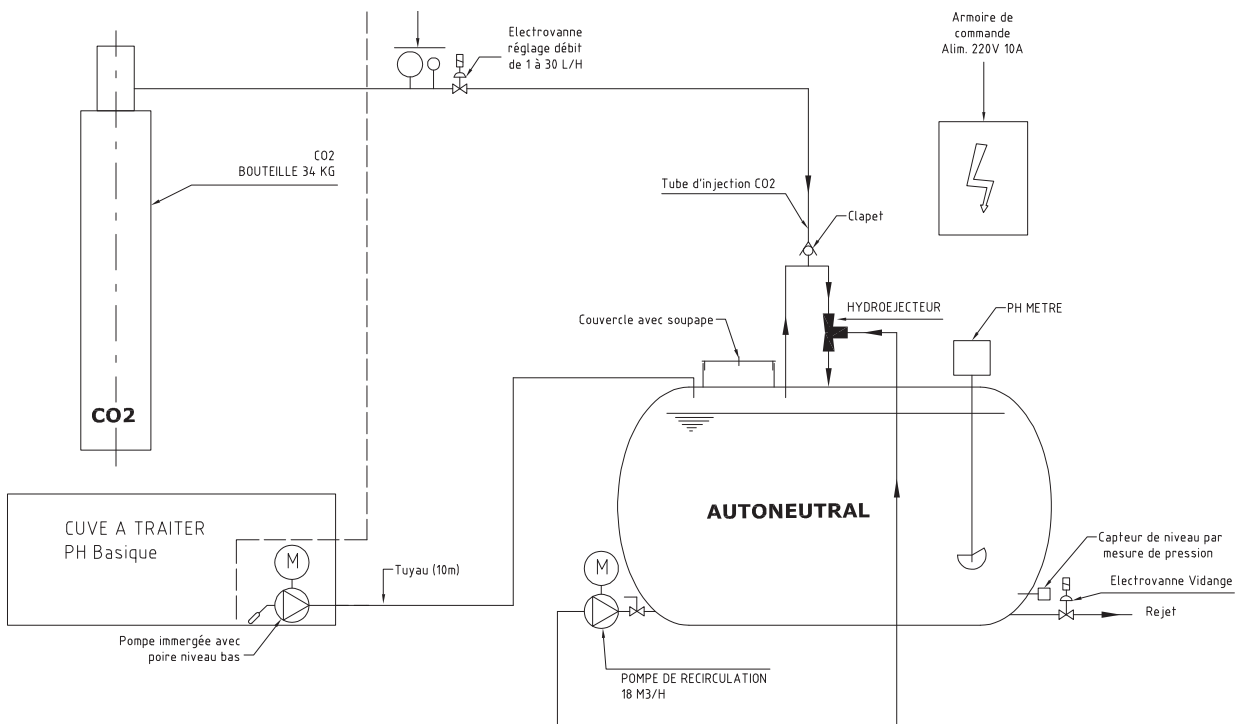 Armoire de
commande
Alim. 220V 10A
Electrovanne
réglage débit
de 1 à 30 L/H
CO2
BOUTEILLE 34 KG
Tube d'injection CO2
Clapet
HYDROEJECTEUR
PH METRE
Couvercle avec soupape
CO2
AUTONEUTRAL
CUVE A TRAITER
PH Basique
M
Tuyau (10m)
M
Capteur de niveau par
mesure de pression
Electrovanne Vidange
Rejet
Pompe immergée avec
poire niveau bas
POMPE DE RECIRCULATION
18 M3/H